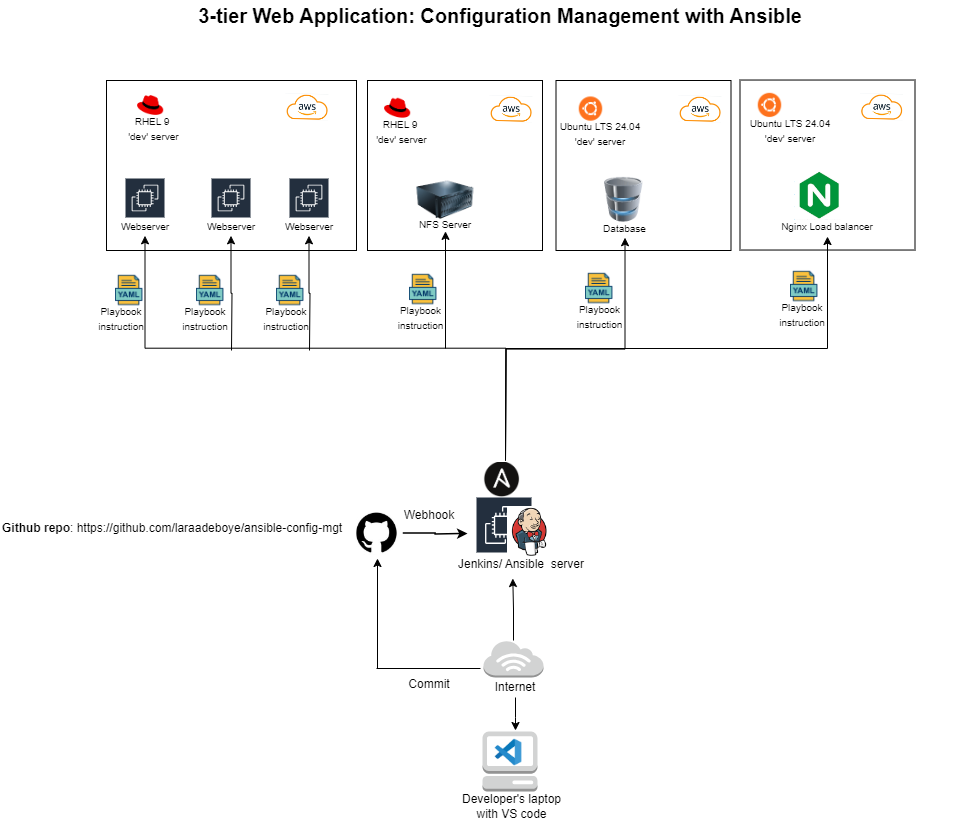 3-tier Web Application: Configuration Management with Ansible
RHEL 9
'dev' server
aws
RHEL 9
'dev' server
aws
Ubuntu LTS 24.04
'dev' server
aws
Ubuntu LTS 24.04
'dev' server
aws
Webserver
Webserver
Webserver
NFS Server
Database
N
Nginx Load balancer
YAML
Playbook
instruction
YAML
Playbook
instruction
YAML
Playbook
instruction
YAML
Playbook
instruction
YAML
Playbook
instruction
YAML
Playbook
instruction
A
Github repo: https://github.com/laraadeboye/ansible-config-mgt
Webhook
Jenkins/ Ansible server
Commit
Internet
Developer's laptop
with VS code